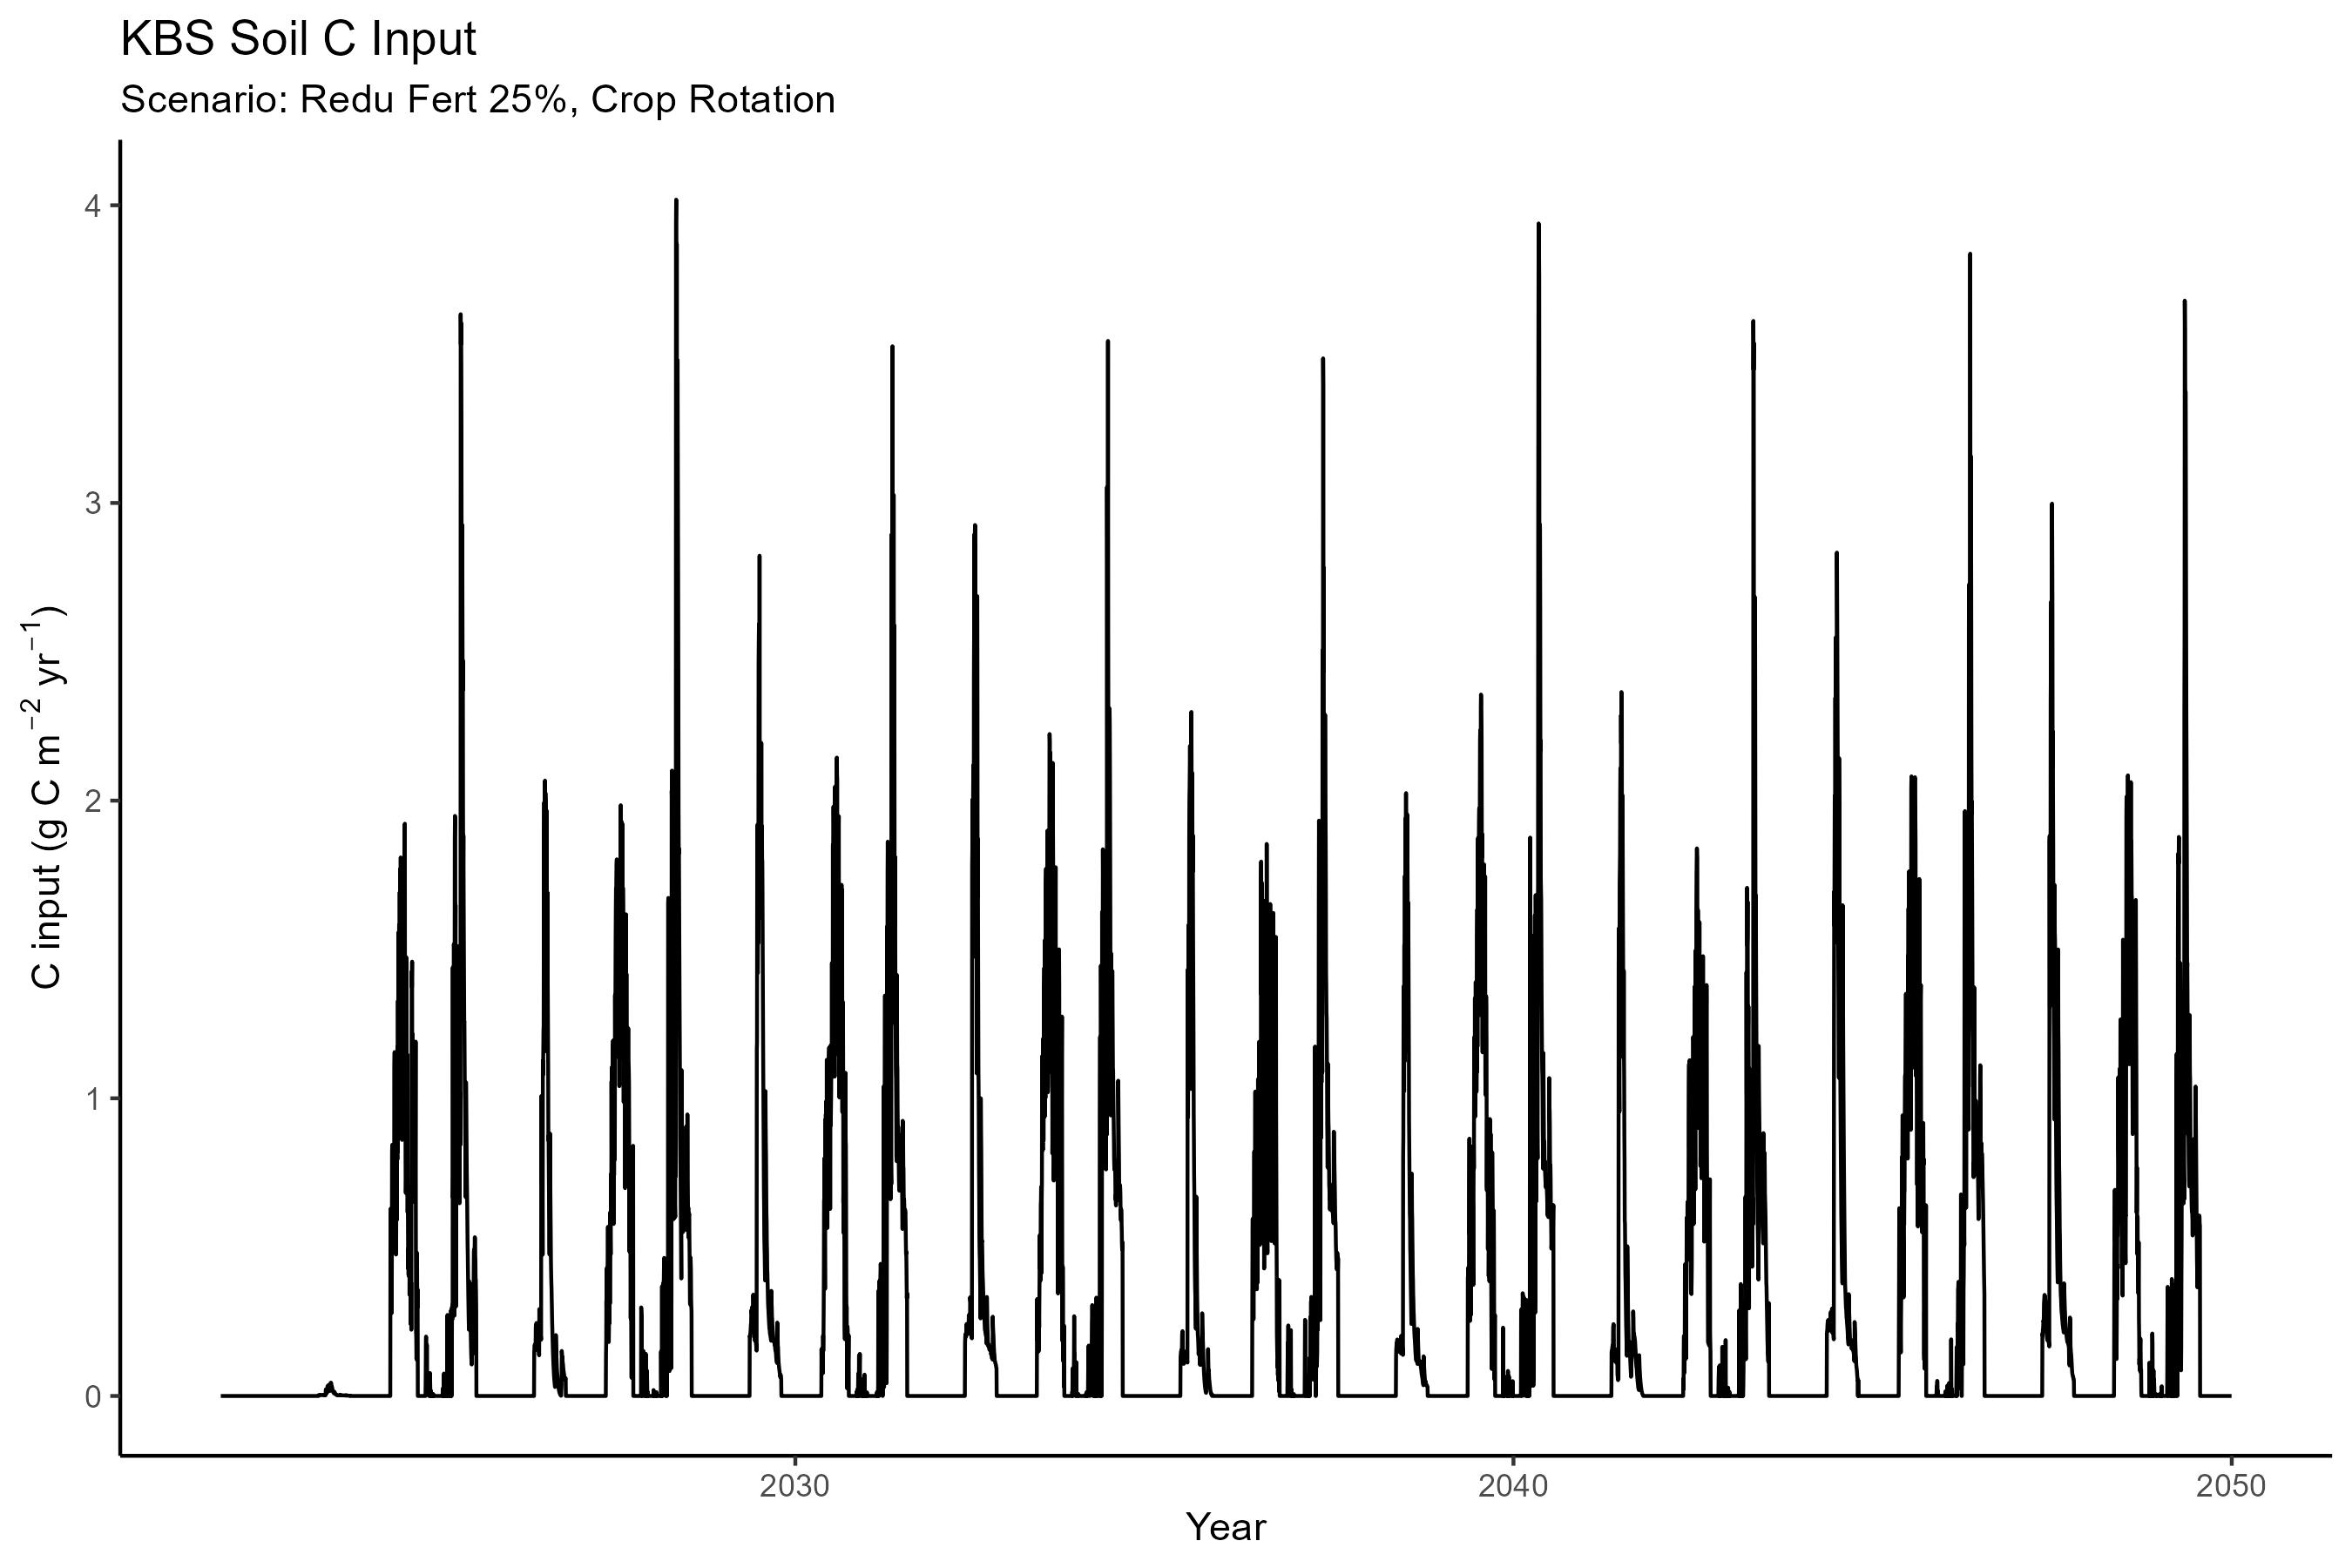 KBS Soil C Input
Scenario: Redu Fert 25%, Crop Rotation
4
3
2
1
0
C input (g C m⁻² yr⁻¹)
2030
2040
2050
Year